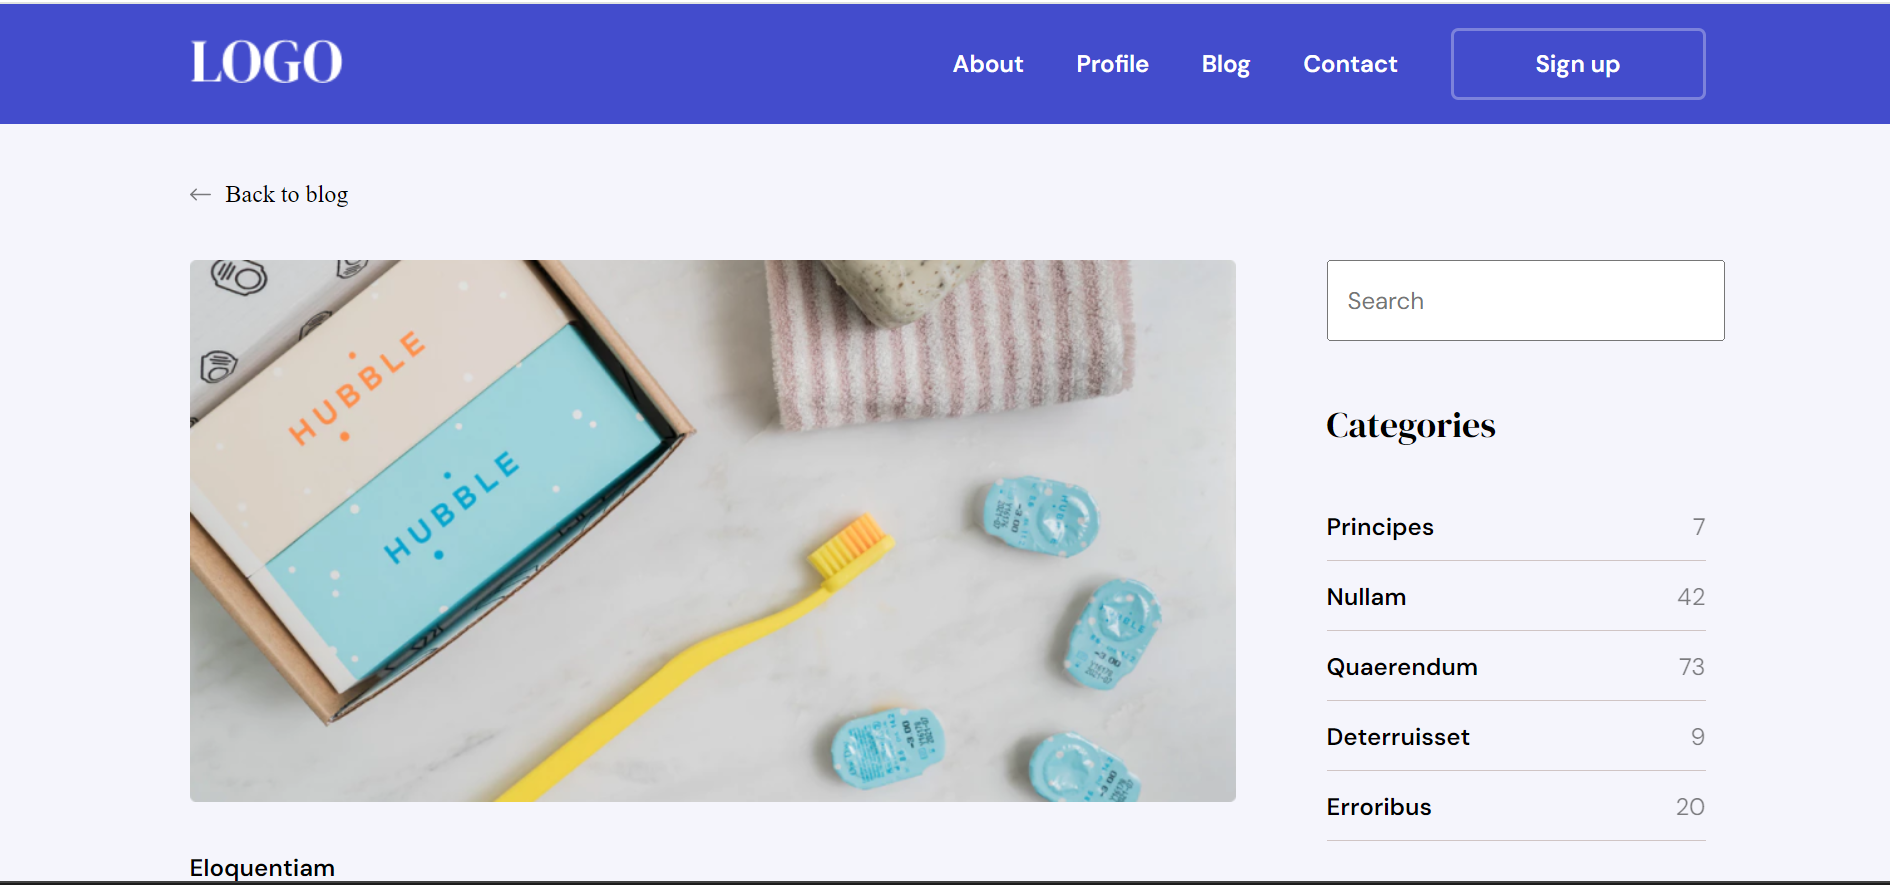 LOGO
About Profile Blog Contact Sign up
Back to blog
HUBBLE
HUBBLE
Search
Categories
Principes 7
Nullam 42
Quaerendum 73
Deterruisset 9
Erroribus 20
Eloquentiam